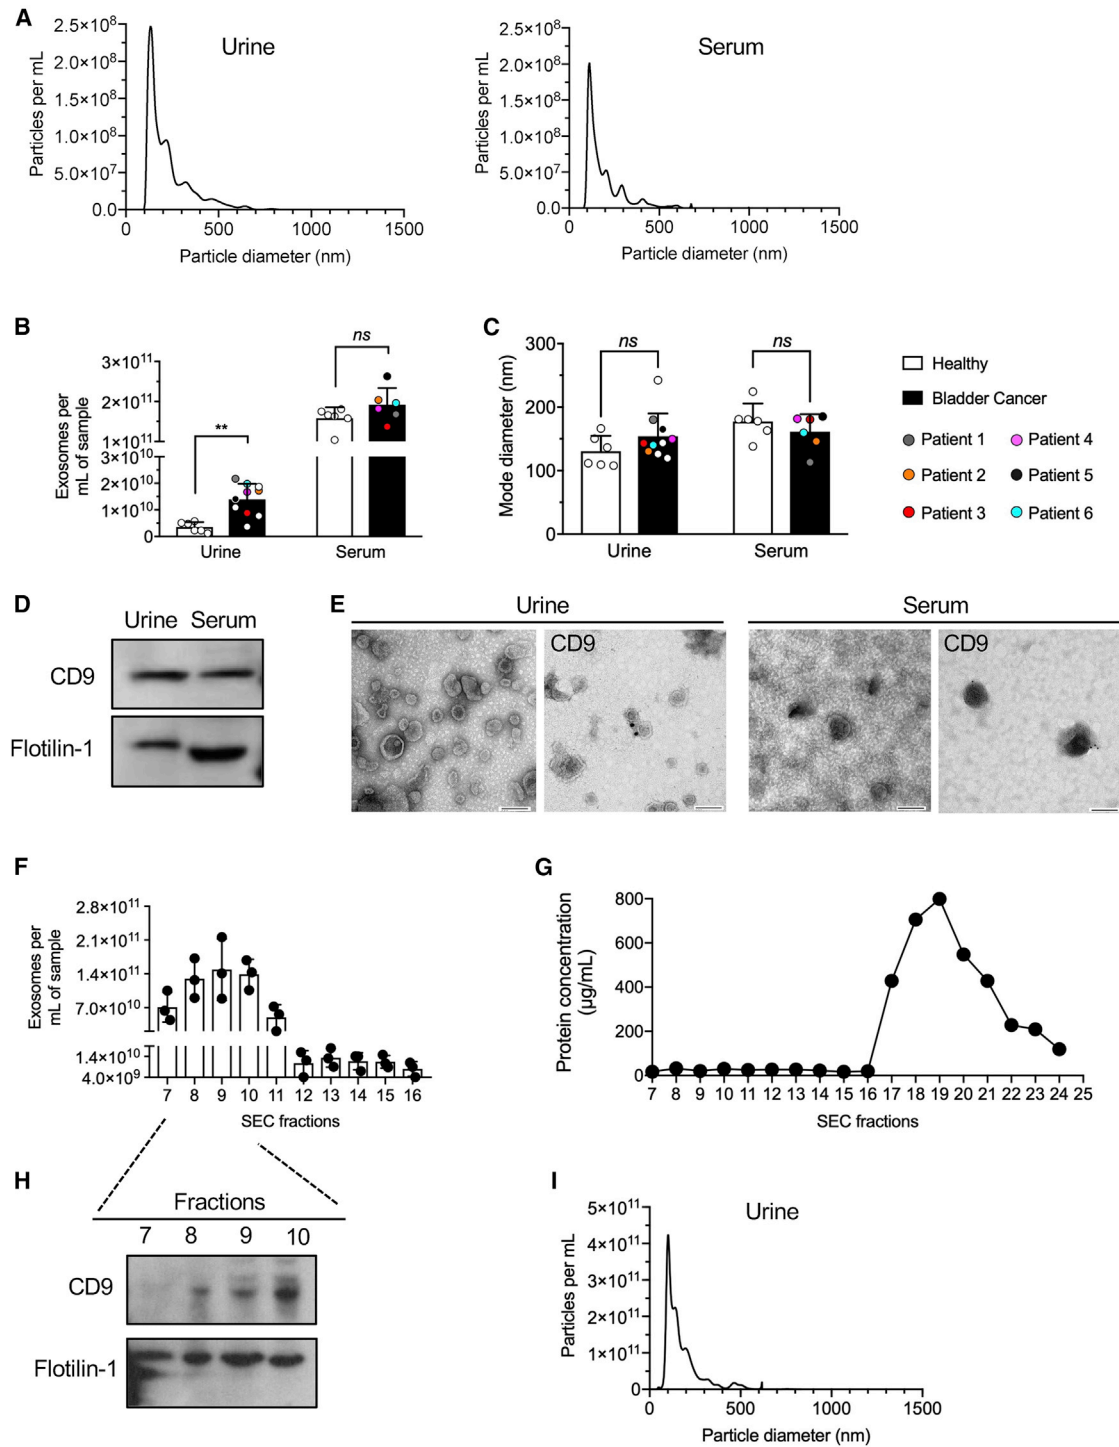 A
Urine
Particles per mL
2.5×10⁸
2.0×10⁸
1.5×10⁸
1.0×10⁸
5.0×10⁷
0.0
0 500 1000 1500
Particle diameter (nm)
Serum
Particles per mL
2.5×10⁸
2.0×10⁸
1.5×10⁸
1.0×10⁸
5.0×10⁷
0.0
0 500 1000 1500
Particle diameter (nm)
B
Exosomes per
mL of sample
3×10¹¹
2×10¹¹
1×10¹¹
3×10¹⁰
2×10¹⁰
1×10¹⁰
0
**
ns
Urine Serum
C
Mode diameter (nm)
300
200
100
0
ns ns
Urine Serum
Healthy
Bladder Cancer
Patient 1 Patient 4
Patient 2 Patient 5
Patient 3 Patient 6
D
Urine Serum
CD9
Flotilin-1
E
Urine Serum
CD9 CD9
F
Exosomes per
mL of sample
2.8×10¹¹
2.1×10¹¹
1.4×10¹¹
7.0×10¹⁰
1.4×10¹⁰
4.0×10⁹
7 8 9 10 11 12 13 14 15 16
SEC fractions
G
Protein concentration
(µg/mL)
800
600
400
200
0
7 8 9 10 11 12 13 14 15 16 17 18 19 20 21 22 23 24 25
SEC fractions
H
Fractions
7 8 9 10
CD9
Flotilin-1
I
Urine
Particles per mL
5×10¹¹
4×10¹¹
3×10¹¹
2×10¹¹
1×10¹¹
0
0 500 1000 1500
Particle diameter (nm)